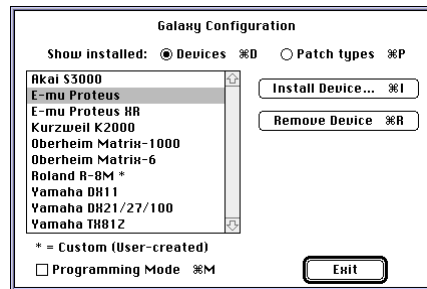 Galaxy Configuration
Show installed: Devices ⌘D Patch types ⌘P
Akai S3000
E-mu Proteus
E-mu Proteus XR
Kurzweil K2000
Oberheim Matrix-1000
Oberheim Matrix-6
Roland R-8M *
Yamaha DX11
Yamaha DX21/27/100
Yamaha TX81Z
Install Device... ⌘I
Remove Device ⌘R
* = Custom (User-created)
Programming Mode ⌘M
Exit